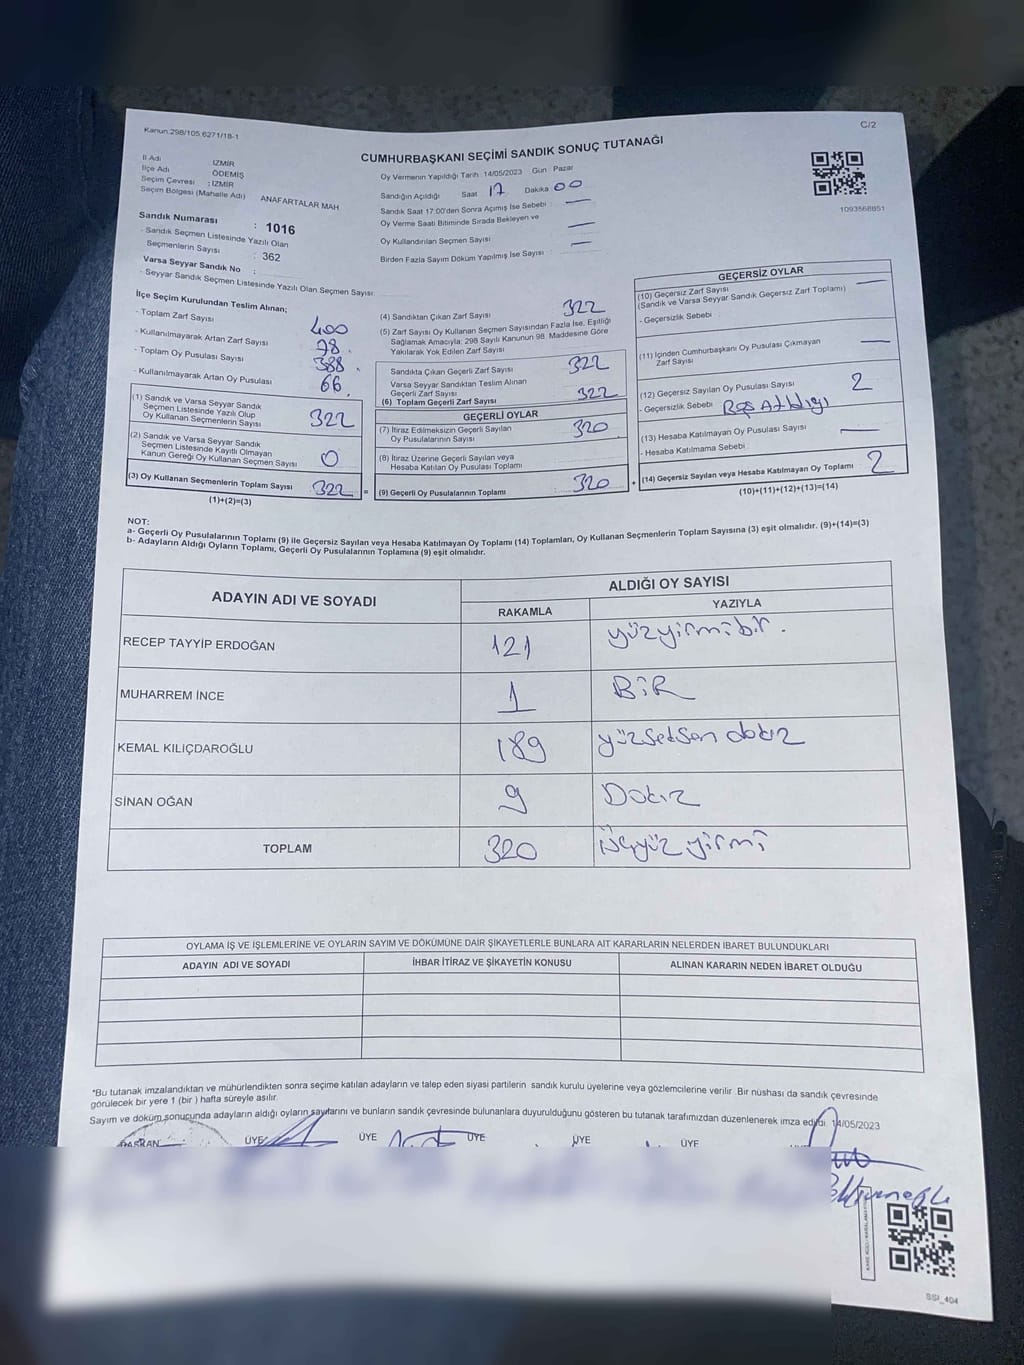 Kanun:298/105,6271/18-1
C/2
CUMHURBAŞKANI SEÇİMİ SANDIK SONUÇ TUTANAĞI
İl Adı İZMİR
İlçe Adı ÖDEMİŞ
Seçim Çevresi : İZMİR
Seçim Bölgesi (Mahalle Adı) ANAFARTALAR MAH
Sandık Numarası : 1016
- Sandık Seçmen Listesinde Yazılı Olan
Seçmenlerin Sayısı : 362
Varsa Seyyar Sandık No :
- Seyyar Sandık Seçmen Listesinde Yazılı Olan Seçmen Sayısı:
Oy Vermenin Yapıldığı Tarih 14/05/2023 Gün Pazar
Sandığın Açıldığı Saat 17 Dakika 00
Sandık Saat 17:00'den Sonra Açmış İse Sebebi : —
Oy Verme Saati Bitiminde Sırada Bekleyen ve
Oy Kullandırılan Seçmen Sayısı —
Birden Fazla Sayım Döküm Yapılmış İse Sayısı : —
1093568851
İlçe Seçim Kurulundan Teslim Alınan;
- Toplam Zarf Sayısı 400
- Kullanılmayarak Artan Zarf Sayısı 78
- Toplam Oy Pusulası Sayısı 388
- Kullanılmayarak Artan Oy Pusulası 66
(1) Sandık ve Varsa Seyyar Sandık
Seçmen Listesinde Yazılı Olup
Oy Kullanan Seçmenlerin Sayısı 322
(2) Sandık ve Varsa Seyyar Sandık
Seçmen Listesinde Kayıtlı Olmayan
Kanun Gereği Oy Kullanan Seçmen Sayısı 0
(3) Oy Kullanan Seçmenlerin Toplam Sayısı 322 =
(1)+(2)=(3)
(4) Sandıktan Çıkan Zarf Sayısı 322
(5) Zarf Sayısı Oy Kullanan Seçmen Sayısından Fazla İse, Eşitliği
Sağlamak Amacıyla; 298 Sayılı Kanunun 98. Maddesine Göre
Yakılarak Yok Edilen Zarf Sayısı
Sandıkta Çıkan Geçerli Zarf Sayısı 322
Varsa Seyyar Sandıktan Teslim Alınan
Geçerli Zarf Sayısı
(6) Toplam Geçerli Zarf Sayısı 322
GEÇERLİ OYLAR
(7) İtiraz Edilmeksizin Geçerli Sayılan
Oy Pusulalarının Sayısı 320
(8) İtiraz Üzerine Geçerli Sayılan veya
Hesaba Katılan Oy Pusulası Toplamı
(9) Geçerli Oy Pusulalarının Toplamı : 320 +
GEÇERSİZ OYLAR
(10) Geçersiz Zarf Sayısı
(Sandık ve Varsa Seyyar Sandık Geçersiz Zarf Toplamı) —
- Geçersizlik Sebebi
(11) İçinden Cumhurbaşkanı Oy Pusulası Çıkmayan
Zarf Sayısı —
(12) Geçersiz Sayılan Oy Pusulası Sayısı 2
- Geçersizlik Sebebi Boş Atıldığı
(13) Hesaba Katılmayan Oy Pusulası Sayısı —
- Hesaba Katılmama Sebebi
(14) Geçersiz Sayılan veya Hesaba Katılmayan Oy Toplamı 2
(10)+(11)+(12)+(13)=(14)
NOT:
a- Geçerli Oy Pusulalarının Toplamı (9) ile Geçersiz Sayılan veya Hesaba Katılmayan Oy Toplamı (14) Toplamları, Oy Kullanan Seçmenlerin Toplam Sayısına (3) eşit olmalıdır. (9)+(14)=(3)
b- Adayların Aldığı Oyların Toplamı, Geçerli Oy Pusulalarının Toplamına (9) eşit olmalıdır.
ADAYIN ADI VE SOYADI
ALDIĞI OY SAYISI
RAKAMLA YAZIYLA
RECEP TAYYİP ERDOĞAN 121 yüzyirmibir.
MUHARREM İNCE 1 BİR
KEMAL KILIÇDAROĞLU 189 yüzseksen dokuz
SİNAN OĞAN 9 Dokuz
TOPLAM 320 üçyüz yirmi
OYLAMA İŞ VE İŞLEMLERİNE VE OYLARIN SAYIM VE DÖKÜMÜNE DAİR ŞİKAYETLERLE BUNLARA AİT KARARLARIN NELERDEN İBARET BULUNDUKLARI
ADAYIN ADI VE SOYADI İHBAR İTİRAZ VE ŞİKAYETİN KONUSU ALINAN KARARIN NEDEN İBARET OLDUĞU
*Bu tutanak imzalandıktan ve mühürlendikten sonra seçime katılan adayların ve talep eden siyasi partilerin sandık kurulu üyelerine veya gözlemcilerine verilir. Bir nüshası da sandık çevresinde
görülecek bir yere 1 (bir) hafta süreyle asılır.
Sayım ve döküm sonucunda adayların aldığı oyların sayılarını ve bunların sandık çevresinde bulunanlara duyurulduğunu gösteren bu tutanak tarafımızdan düzenlenerek imza edildi. 14/05/2023
BAŞKAN ÜYE ÜYE ÜYE ÜYE ÜYE
SSI_404